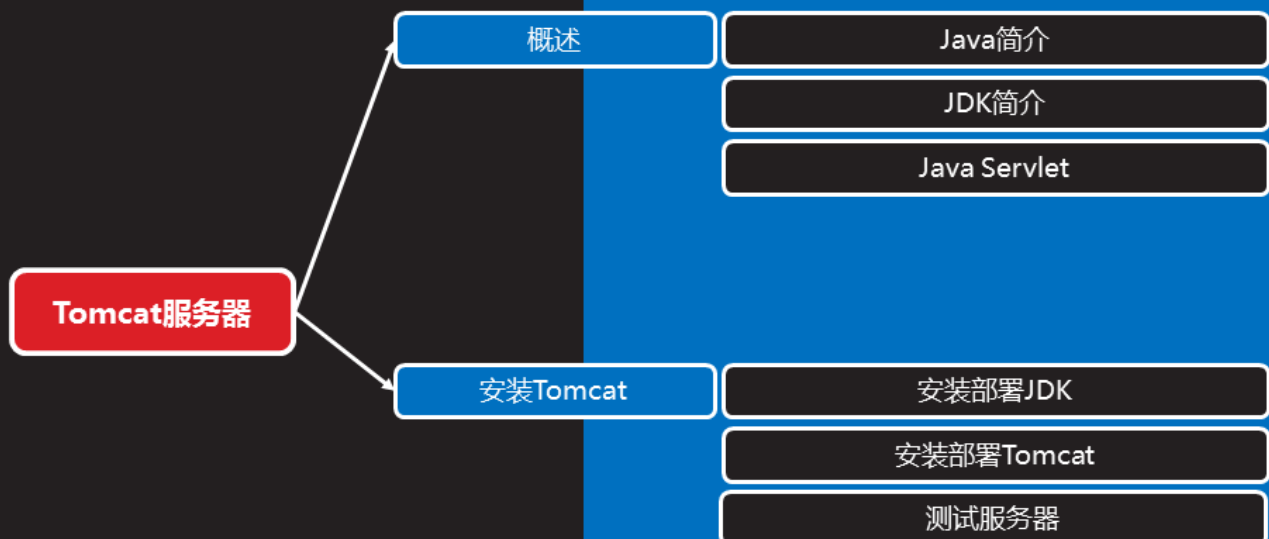 概述
Java简介
JDK简介
Java Servlet
Tomcat服务器
安装Tomcat
安装部署JDK
安装部署Tomcat
测试服务器